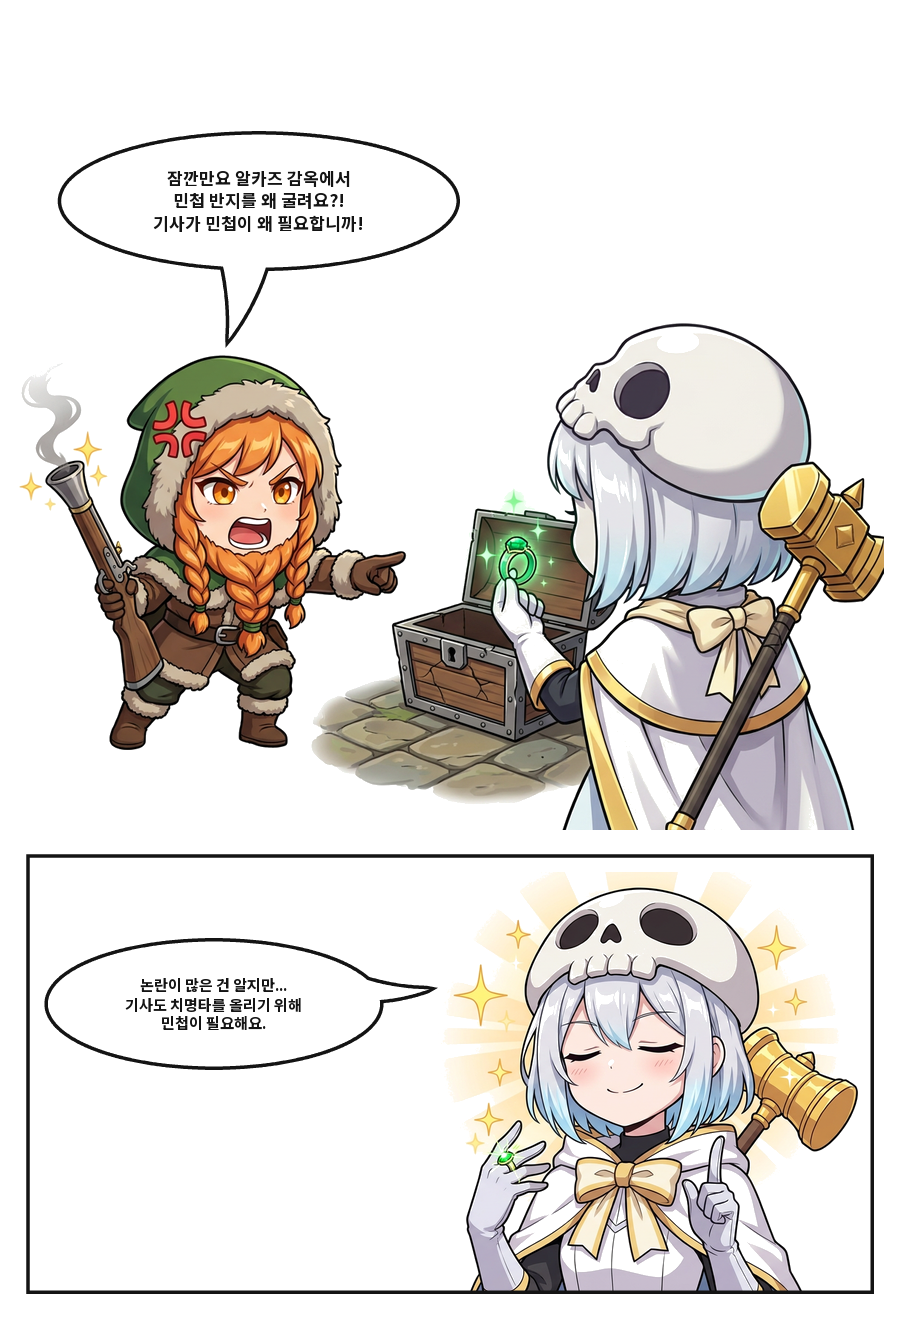 잠깐만요 알카즈 감옥에서
민첩 반지를 왜 굴려요?!
기사가 민첩이 왜 필요합니까!
논란이 많은 건 알지만...
기사도 치명타를 올리기 위해
민첩이 필요해요.